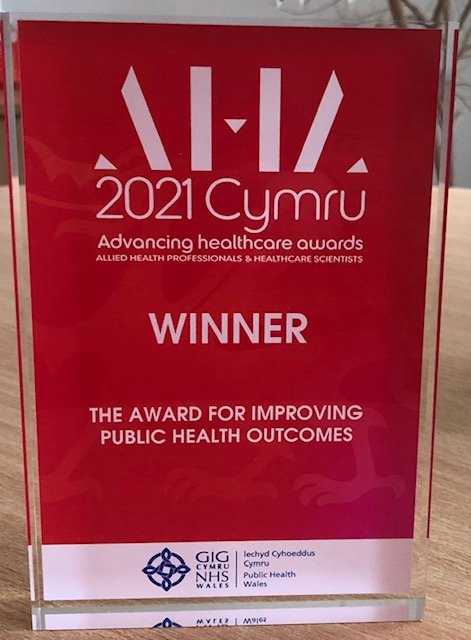 AHA
2021 Cymru
Advancing healthcare awards
ALLIED HEALTH PROFESSIONALS & HEALTHCARE SCIENTISTS
WINNER
THE AWARD FOR IMPROVING
PUBLIC HEALTH OUTCOMES
GIG
CYMRU
NHS
WALES
Iechyd Cyhoeddus
Cymru
Public Health
Wales